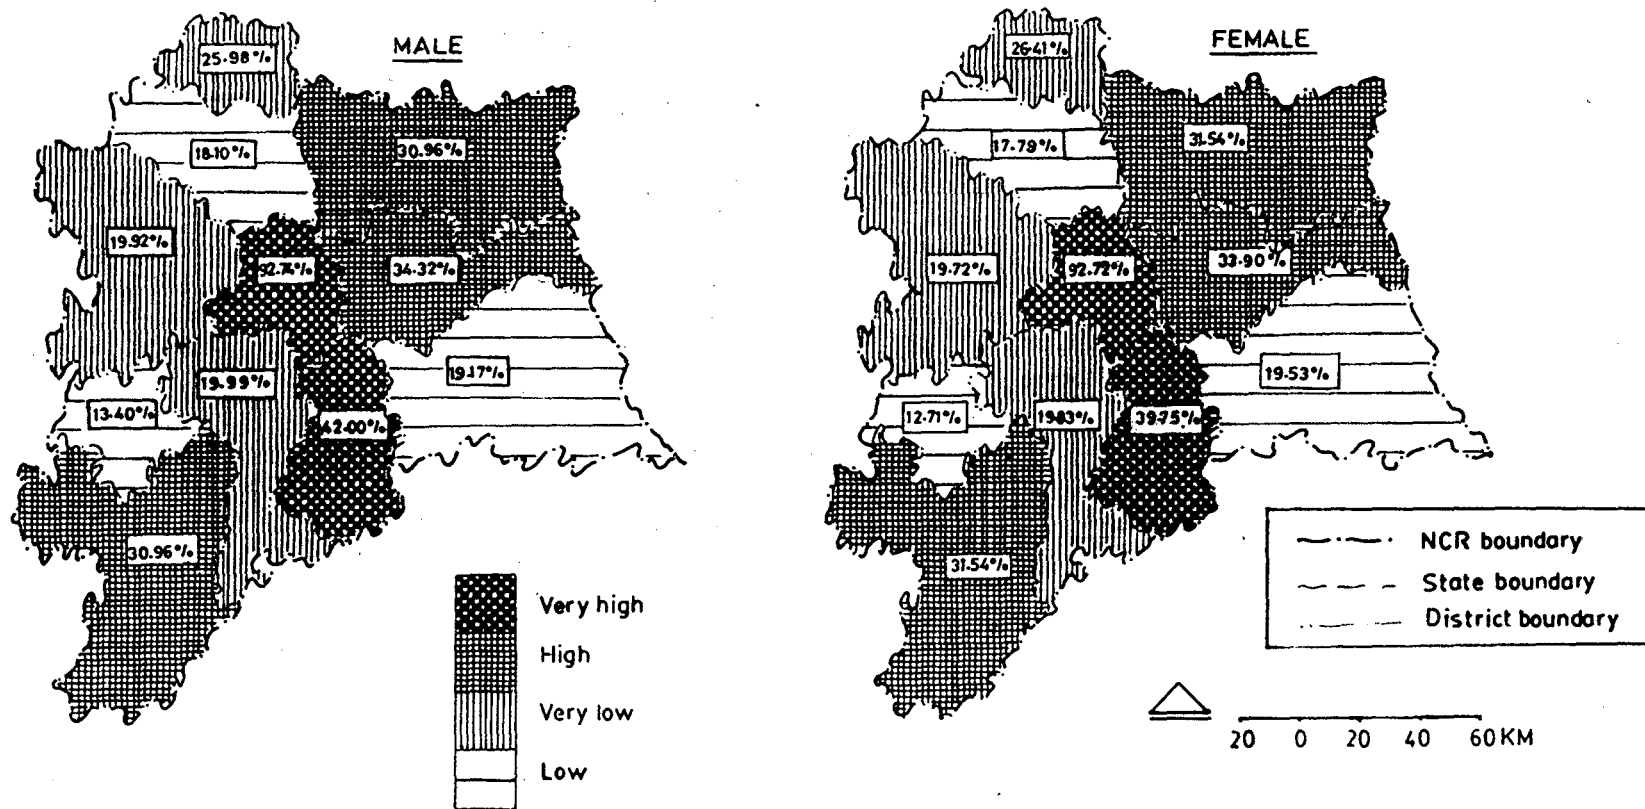 MALE
25.98%
18.10%
30.96%
19.92%
92.74%
34.32%
19.99%
19.17%
13.40%
42.00%
30.96%
Very high
High
Very low
Low
FEMALE
26.41%
17.79%
31.54%
19.72%
92.72%
33.90%
19.53%
12.71%
19.83%
39.75%
31.54%
NCR boundary
State boundary
District boundary
20 0 20 40 60 KM